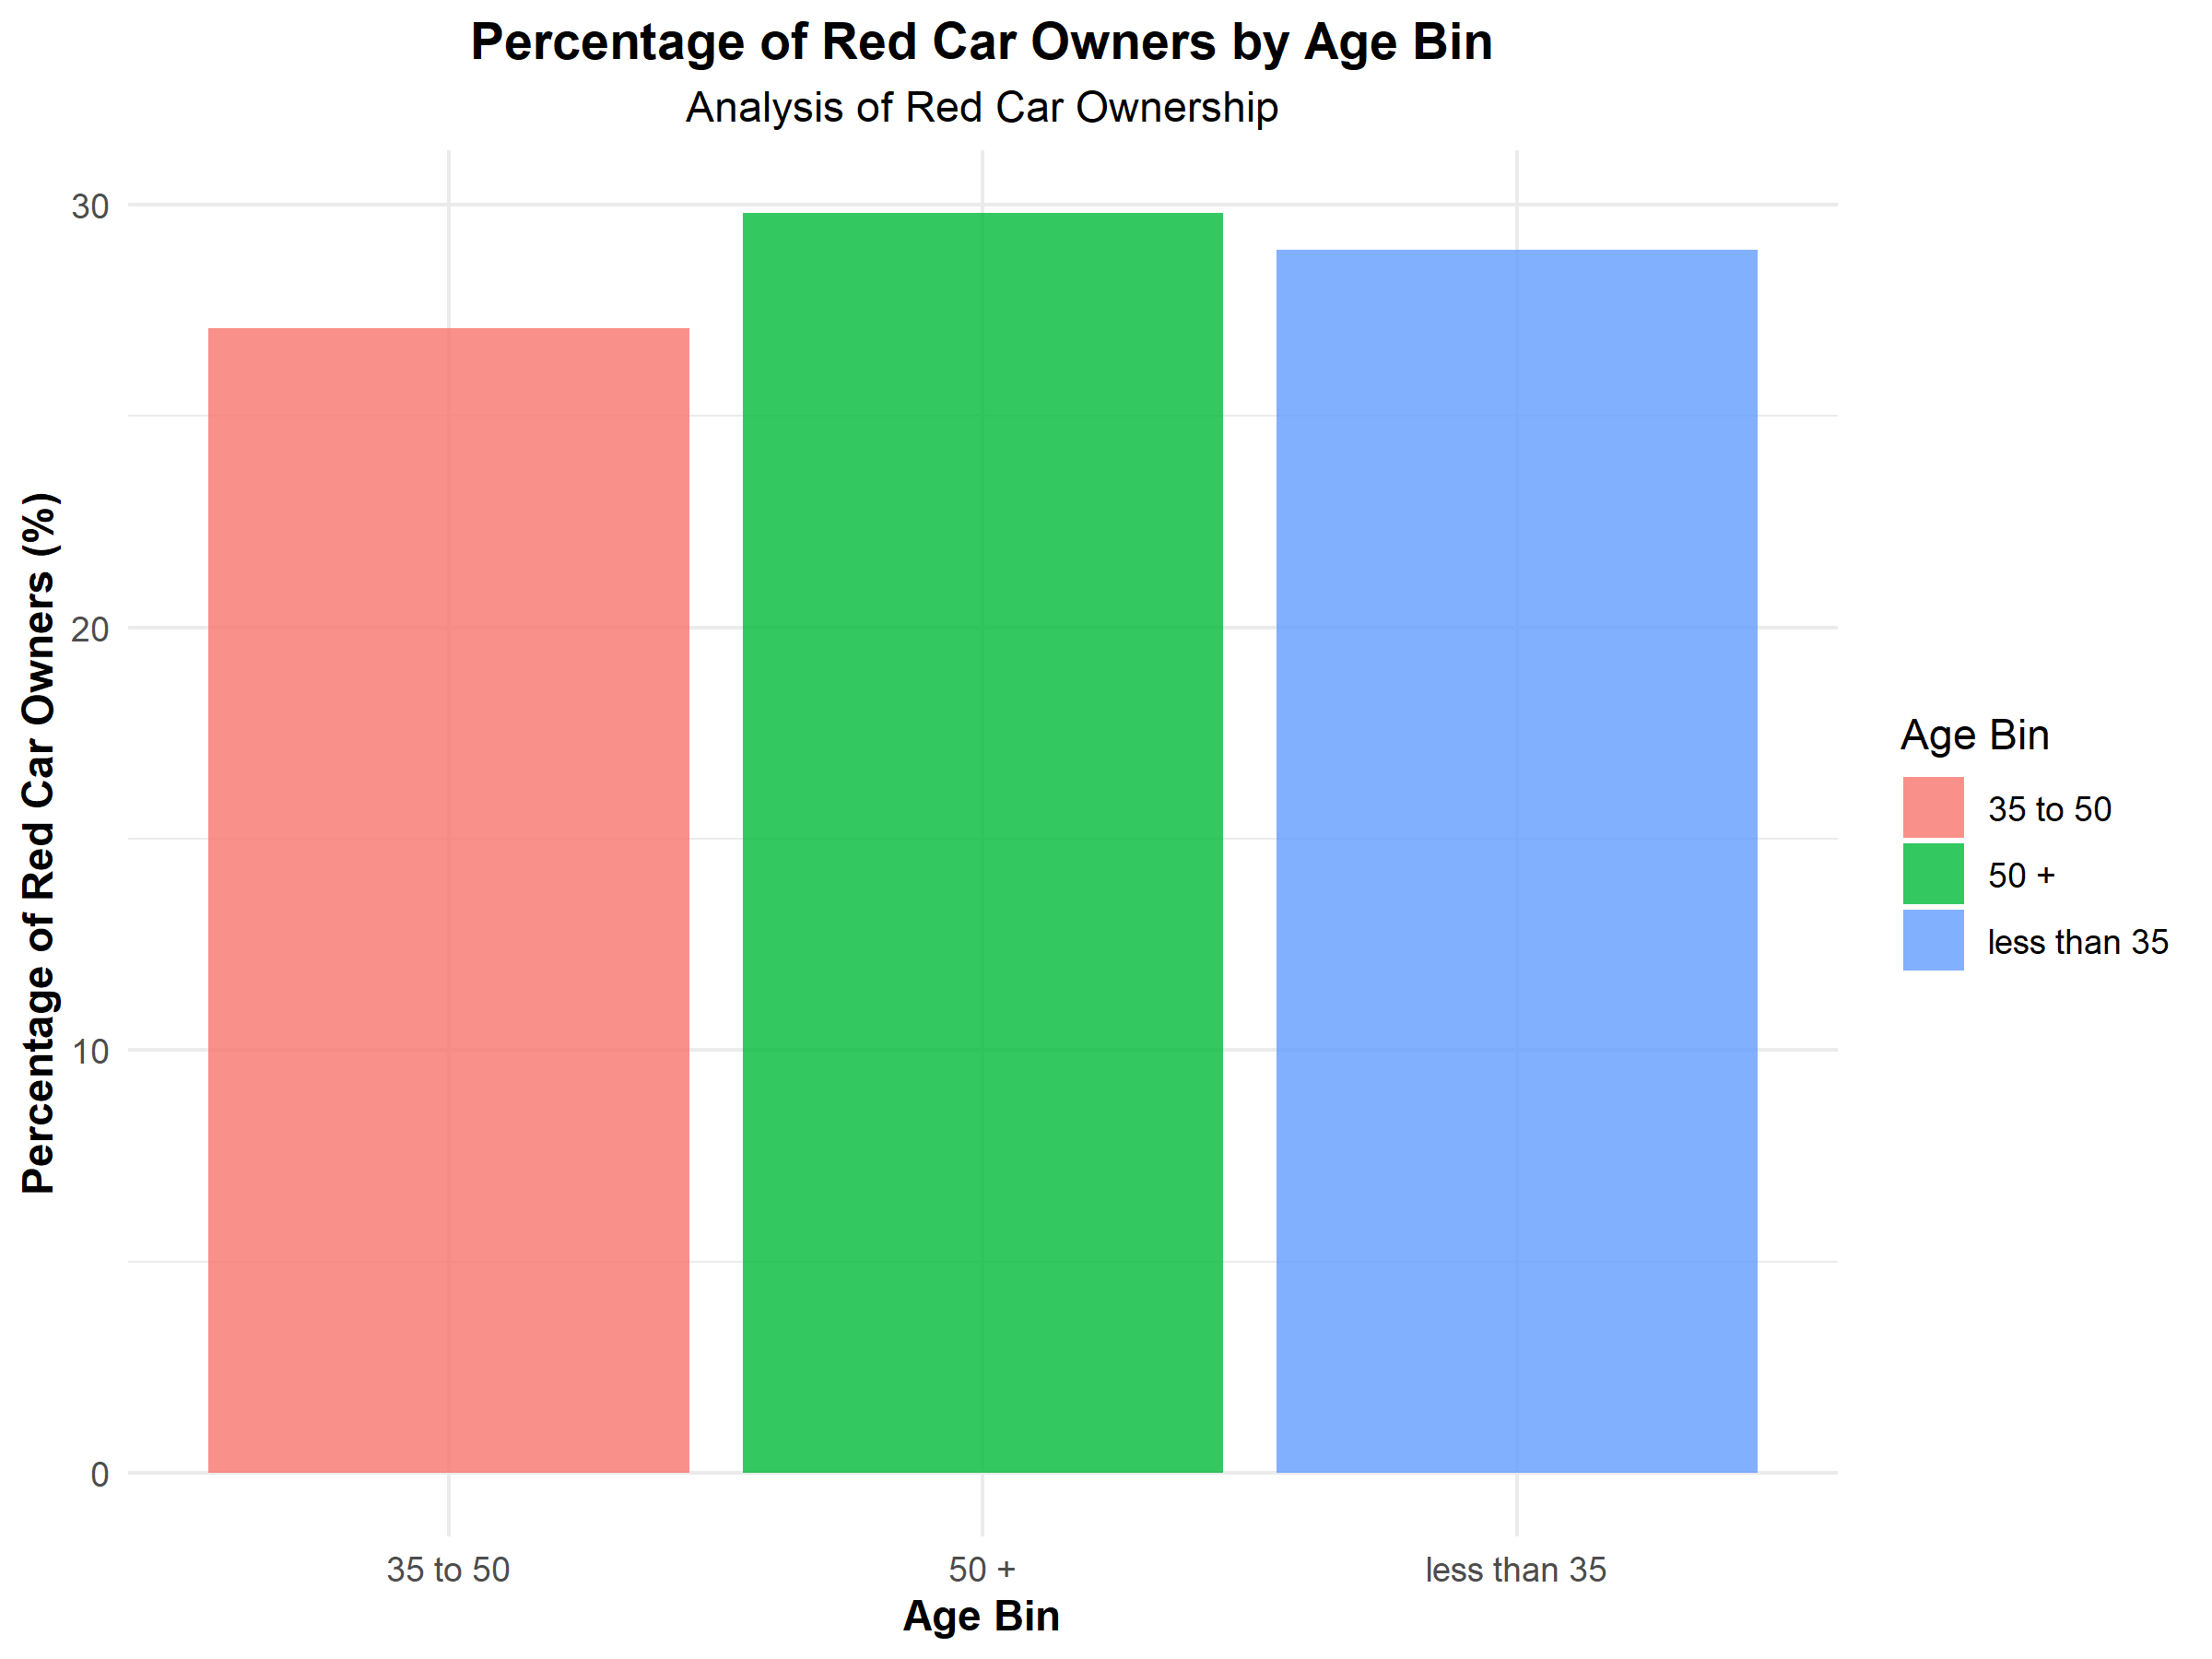 Percentage of Red Car Owners by Age Bin
Analysis of Red Car Ownership
Percentage of Red Car Owners (%)
30
20
10
0
35 to 50
50 +
less than 35
Age Bin
Age Bin
35 to 50
50 +
less than 35